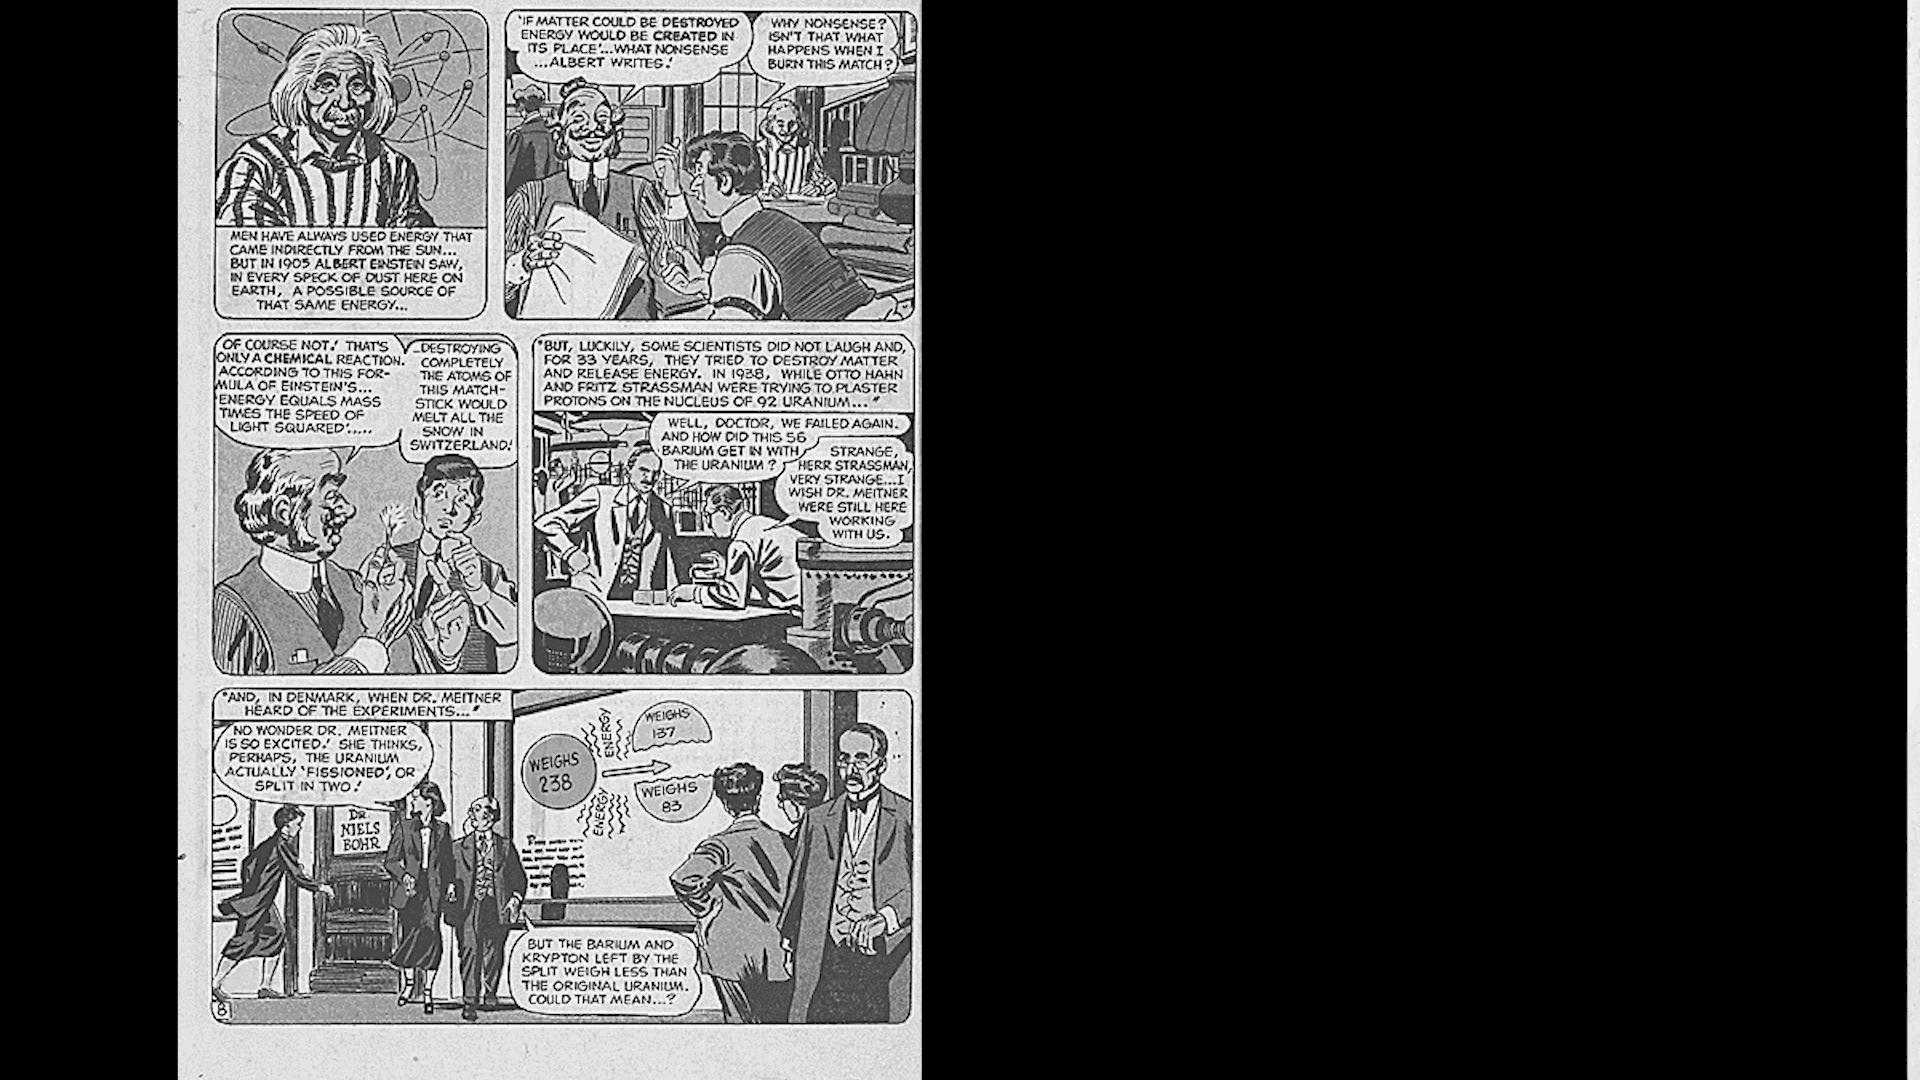 MEN HAVE ALWAYS USED ENERGY THAT
CAME INDIRECTLY FROM THE SUN...
BUT IN 1905 ALBERT EINSTEIN SAW,
IN EVERY SPECK OF DUST HERE ON
EARTH, A POSSIBLE SOURCE OF
THAT SAME ENERGY...
'IF MATTER COULD BE DESTROYED
ENERGY WOULD BE CREATED IN
ITS PLACE'...WHAT NONSENSE
...ALBERT WRITES!
WHY NONSENSE?
ISN'T THAT WHAT
HAPPENS WHEN I
BURN THIS MATCH?
OF COURSE NOT! THAT'S
ONLY A CHEMICAL REACTION.
ACCORDING TO THIS FOR-
MULA OF EINSTEIN'S...
'ENERGY EQUALS MASS
TIMES THE SPEED OF
LIGHT SQUARED'.....
...DESTROYING
COMPLETELY
THE ATOMS OF
THIS MATCH-
STICK WOULD
MELT ALL THE
SNOW IN
SWITZERLAND!
"BUT, LUCKILY, SOME SCIENTISTS DID NOT LAUGH AND,
FOR 33 YEARS, THEY TRIED TO DESTROY MATTER
AND RELEASE ENERGY. IN 1938, WHILE OTTO HAHN
AND FRITZ STRASSMAN WERE TRYING TO PLASTER
PROTONS ON THE NUCLEUS OF 92 URANIUM..."
WELL, DOCTOR, WE FAILED AGAIN.
AND HOW DID THIS 56
BARIUM GET IN WITH
THE URANIUM?
STRANGE,
HERR STRASSMAN,
VERY STRANGE...I
WISH DR. MEITNER
WERE STILL HERE
WORKING
WITH US.
"AND, IN DENMARK, WHEN DR. MEITNER
HEARD OF THE EXPERIMENTS..."
NO WONDER DR. MEITNER
IS SO EXCITED! SHE THINKS,
PERHAPS, THE URANIUM
ACTUALLY 'FISSIONED', OR
SPLIT IN TWO!
DR.
NIELS
BOHR
WEIGHS
238
ENERGY
ENERGY
WEIGHS
137
WEIGHS
83
BUT THE BARIUM AND
KRYPTON LEFT BY THE
SPLIT WEIGH LESS THAN
THE ORIGINAL URANIUM.
COULD THAT MEAN...?
8